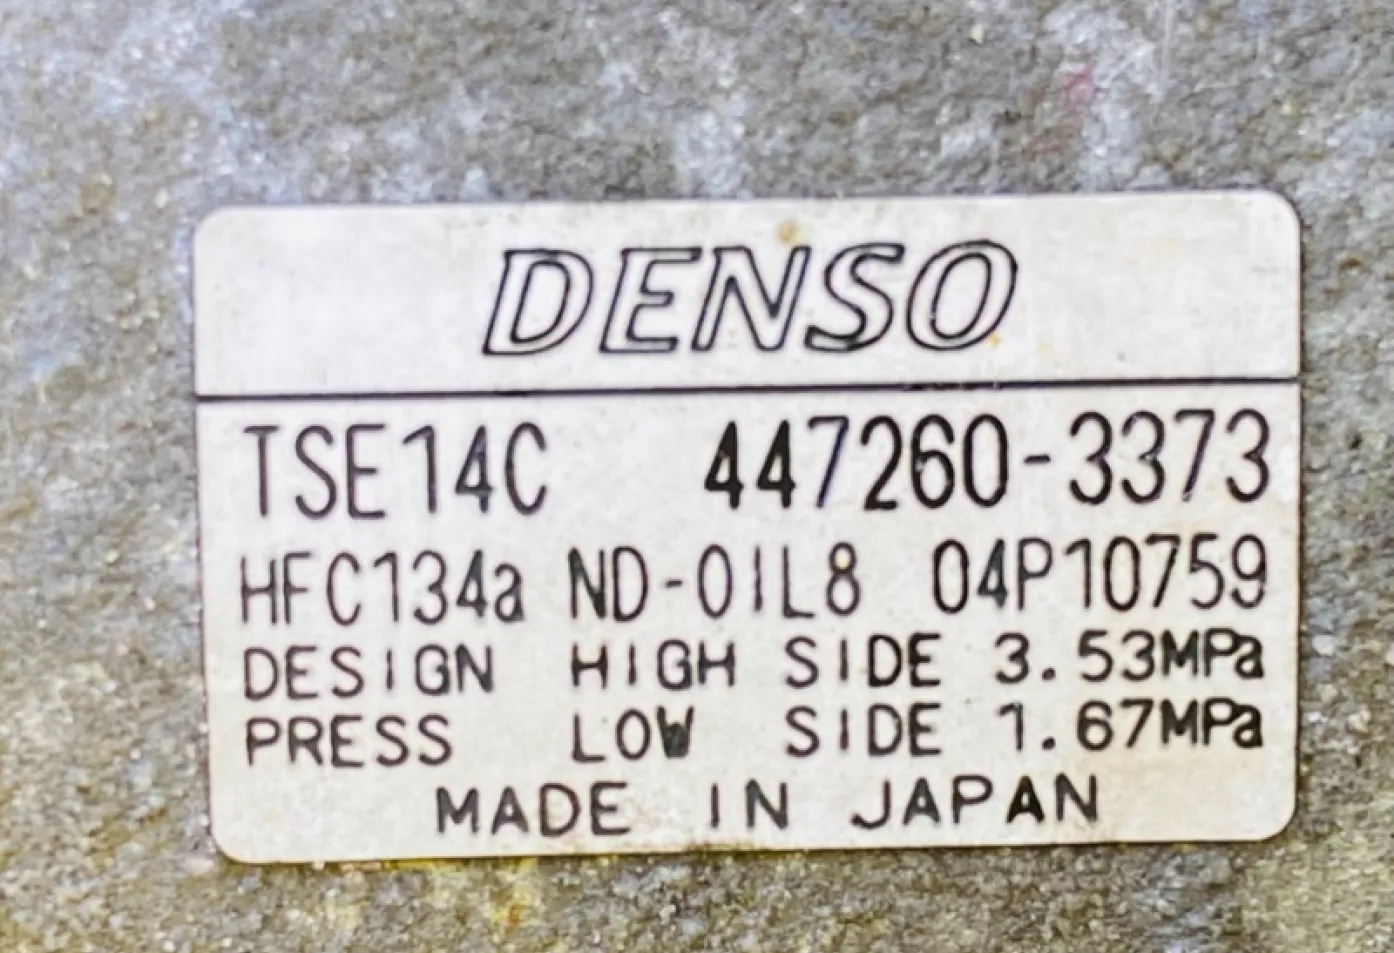 DENSO
TSE14C 447260-3373
HFC134a ND-OIL8 04P10759
DESIGN HIGH SIDE 3.53MPa
PRESS LOW SIDE 1.67MPa
MADE IN JAPAN